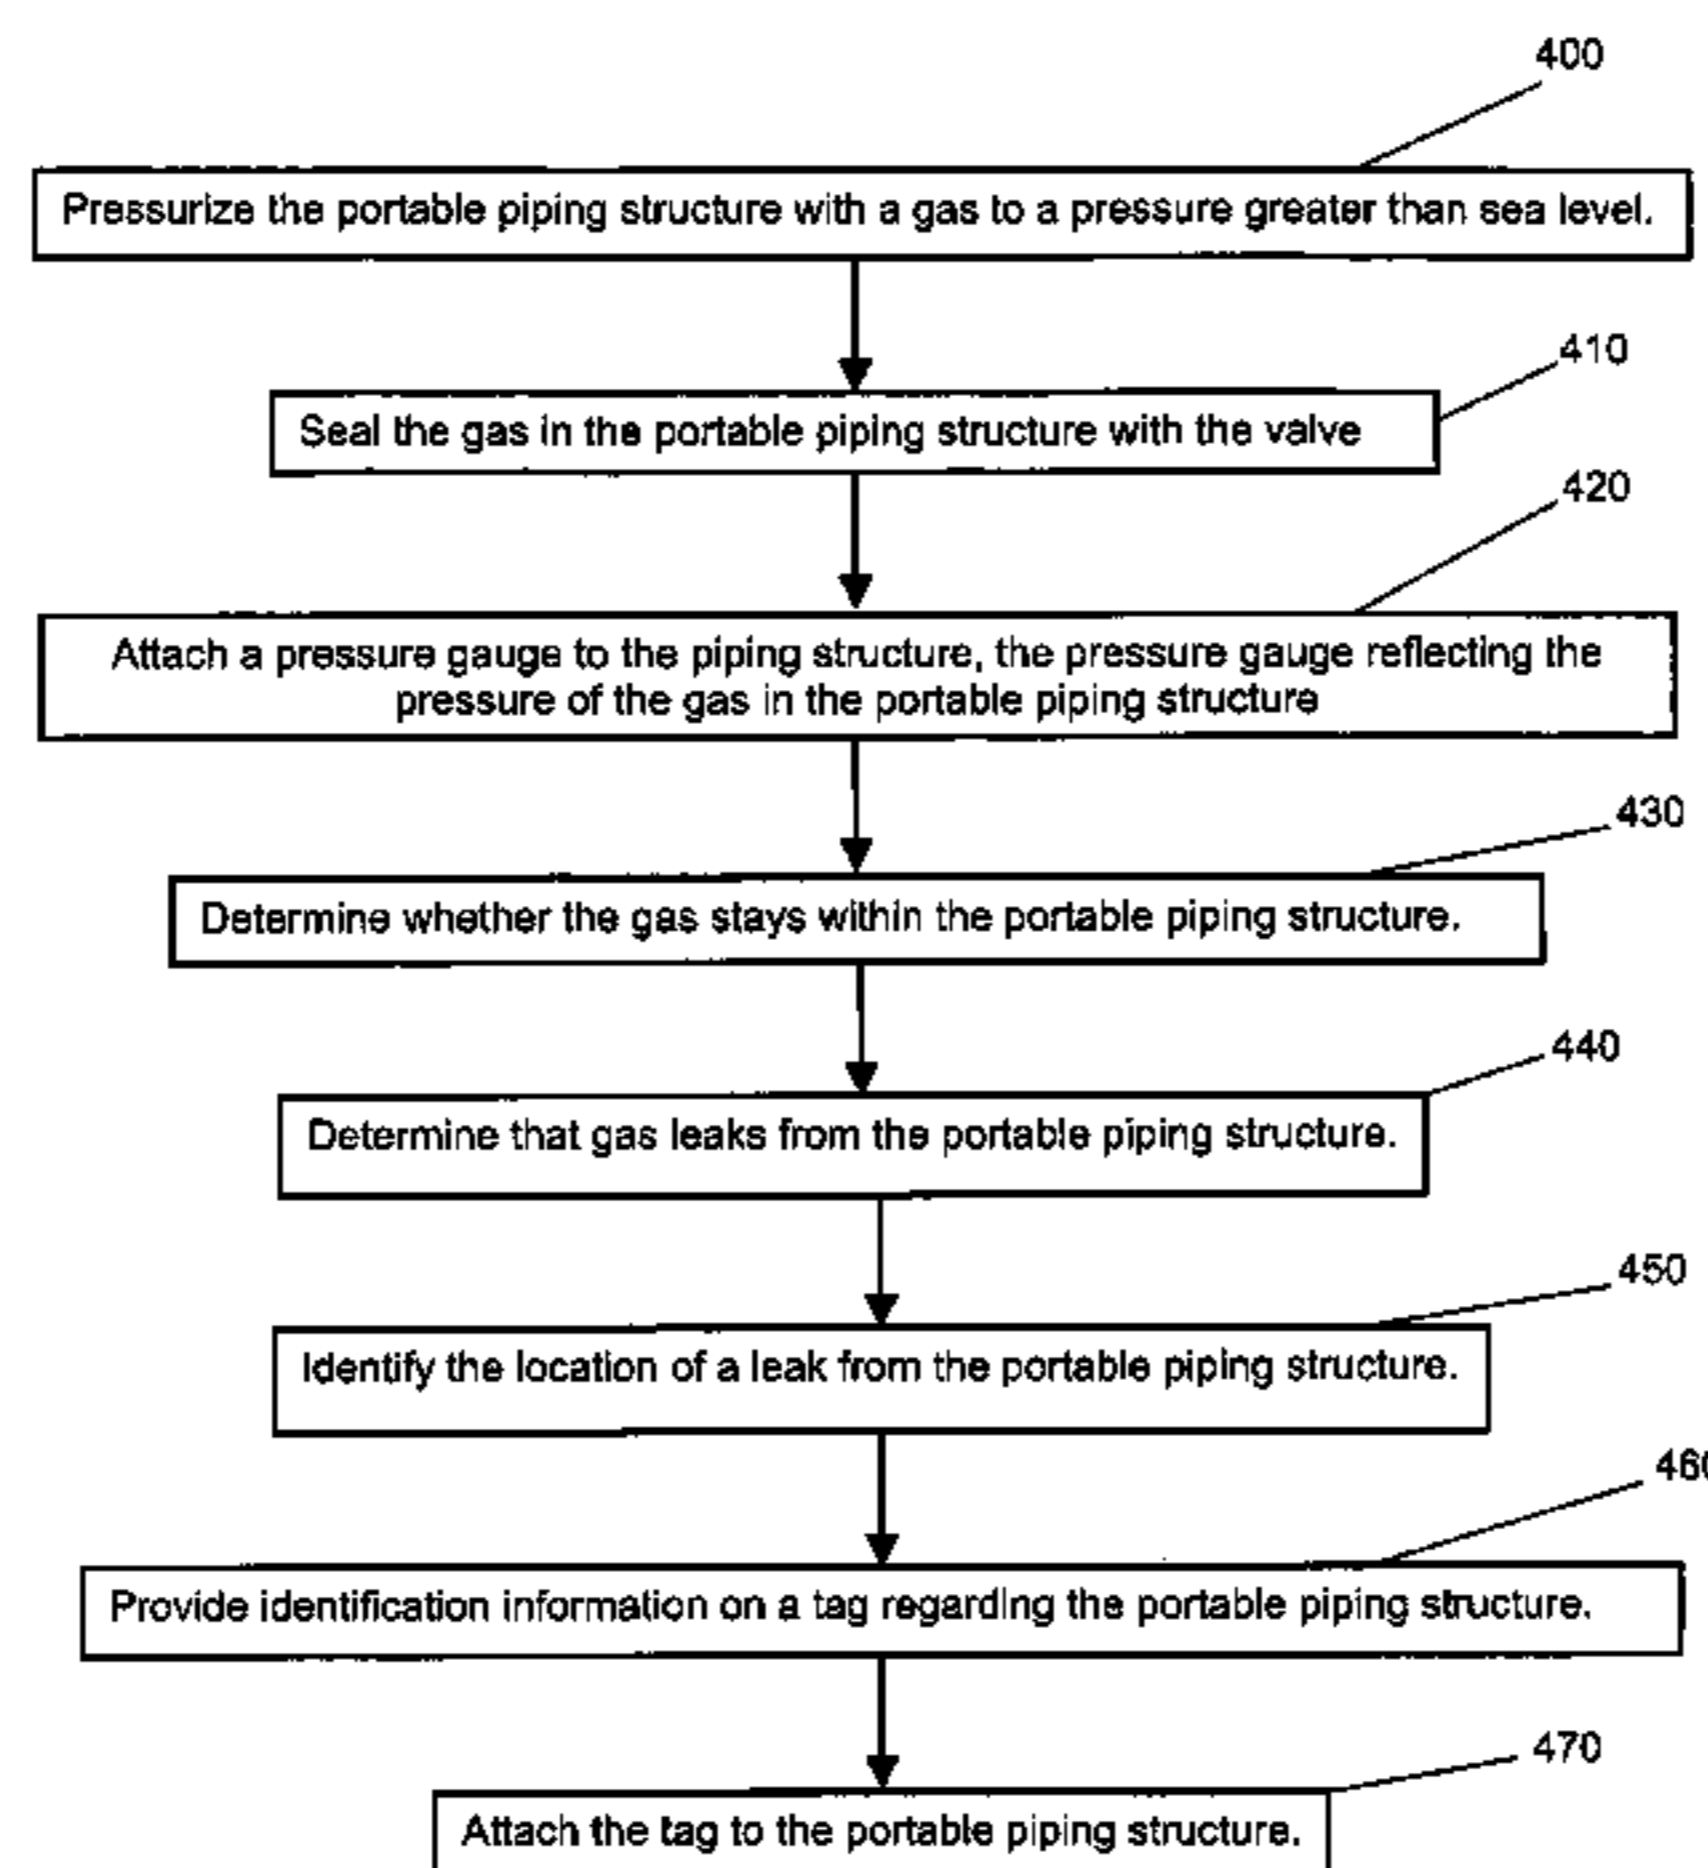 400
Pressurize the portable piping structure with a gas to a pressure greater than sea level.
410
Seal the gas in the portable piping structure with the valve
420
Attach a pressure gauge to the piping structure, the pressure gauge reflecting the
pressure of the gas in the portable piping structure
430
Determine whether the gas stays within the portable piping structure.
440
Determine that gas leaks from the portable piping structure.
450
Identify the location of a leak from the portable piping structure.
460
Provide identification information on a tag regarding the portable piping structure.
470
Attach the tag to the portable piping structure.